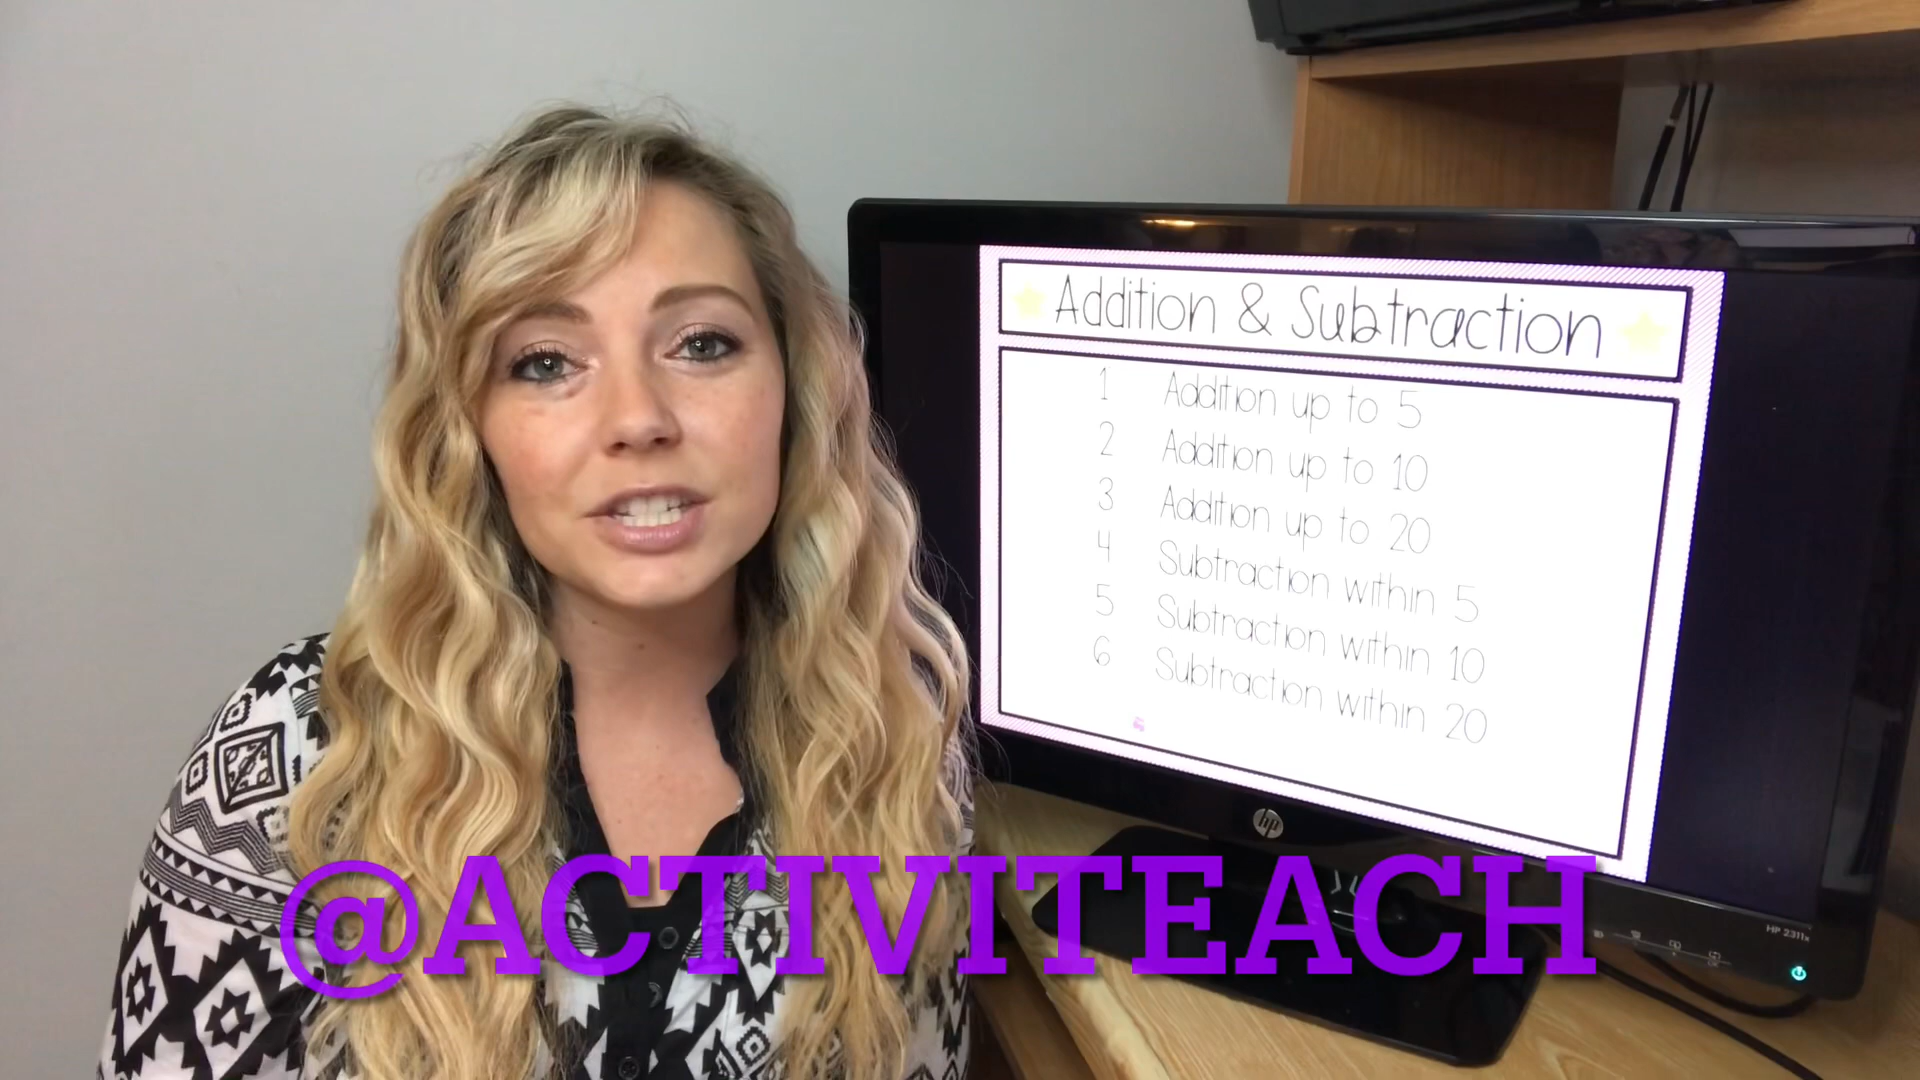 Addition & Subtraction
1 Addition up to 5
2 Addition up to 10
3 Addition up to 20
4 Subtraction within 5
5 Subtraction within 10
6 Subtraction within 20
hp
@ACTIVITEACH
HP 2311x